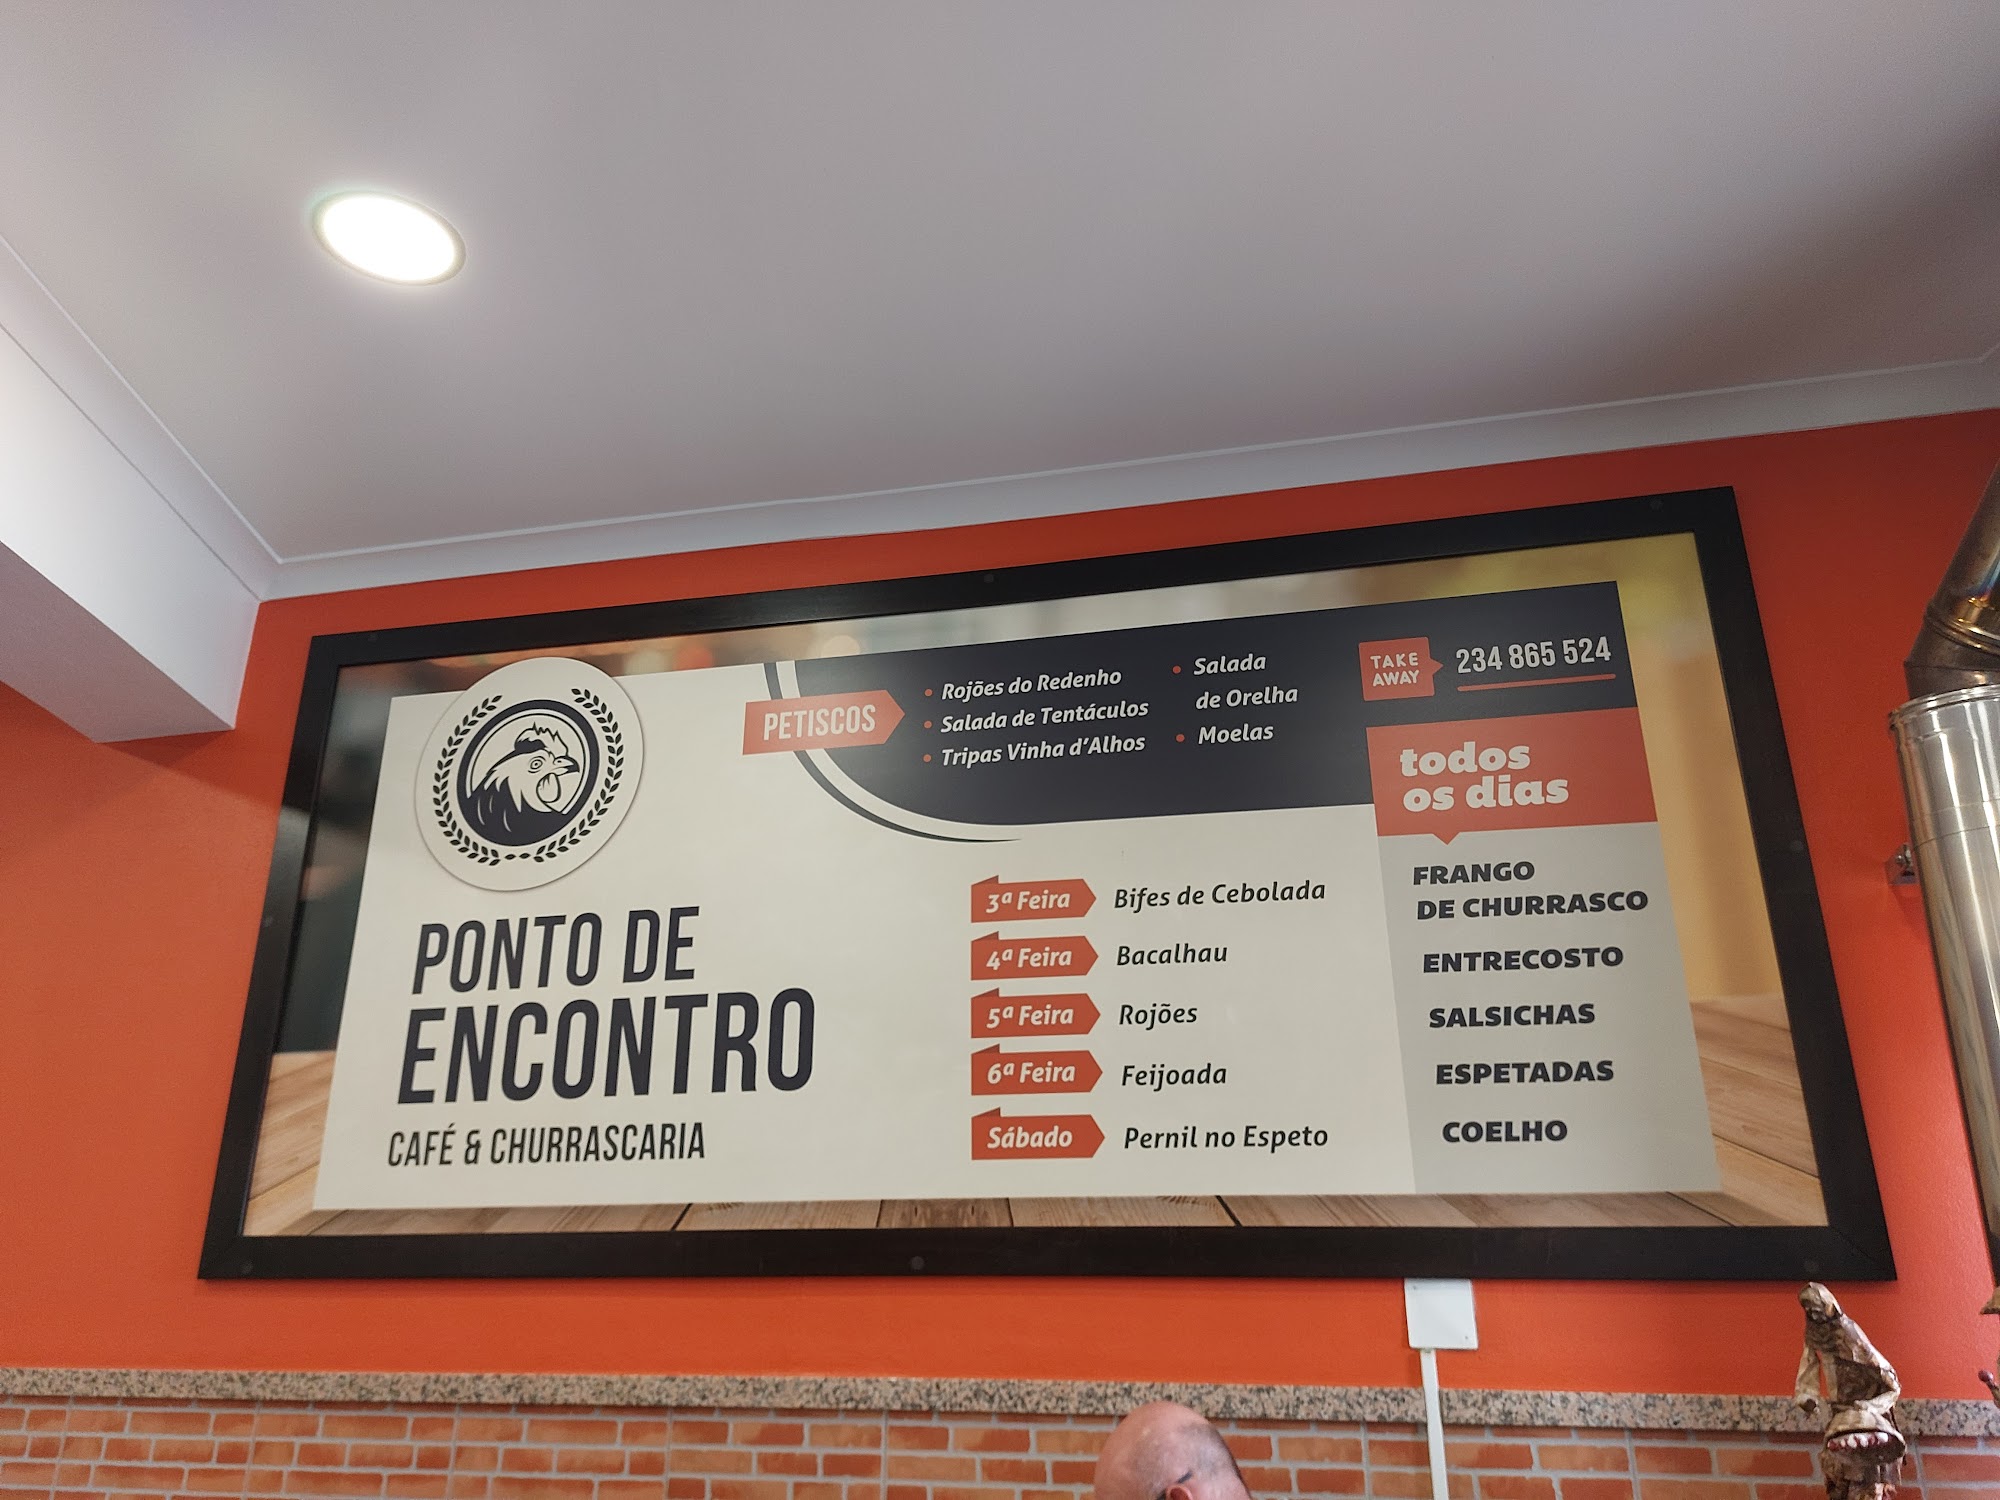 PETISCOS
• Rojões do Redenho
• Salada de Tentáculos
• Tripas Vinha d'Alhos
• Salada
de Orelha
• Moelas
TAKE
AWAY
234 865 524
PONTO DE
ENCONTRO
CAFÉ & CHURRASCARIA
3ª Feira Bifes de Cebolada
4ª Feira Bacalhau
5ª Feira Rojões
6ª Feira Feijoada
Sábado Pernil no Espeto
todos
os dias
FRANGO
DE CHURRASCO
ENTRECOSTO
SALSICHAS
ESPETADAS
COELHO